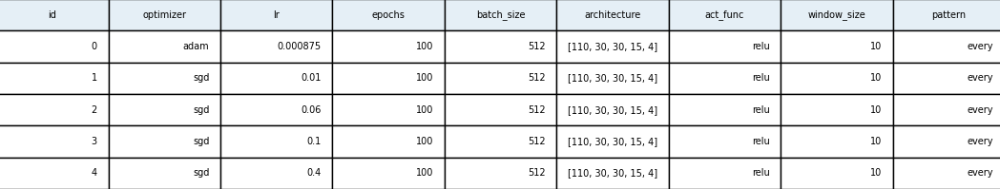 id optimizer lr epochs batch_size architecture act_func window_size pattern
0 adam 0.000875 100 512 [110, 30, 30, 15, 4] relu 10 every
1 sgd 0.01 100 512 [110, 30, 30, 15, 4] relu 10 every
2 sgd 0.06 100 512 [110, 30, 30, 15, 4] relu 10 every
3 sgd 0.1 100 512 [110, 30, 30, 15, 4] relu 10 every
4 sgd 0.4 100 512 [110, 30, 30, 15, 4] relu 10 every